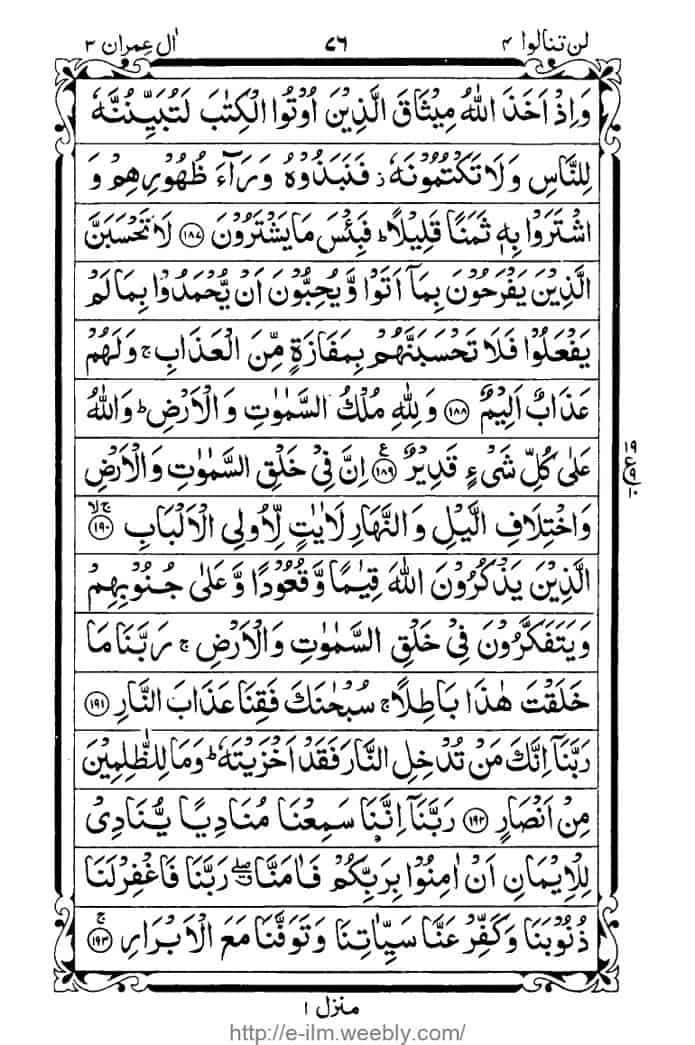 لن تنالوا ۴ ۷۶ اٰل عمران ۳
وَاِذْ اَخَذَ اللّٰهُ مِيْثَاقَ الَّذِيْنَ اُوْتُوا الْكِتٰبَ لَتُبَيِّنُنَّهٗ
لِلنَّاسِ وَلَا تَكْتُمُوْنَهٗ ز فَنَبَذُوْهُ وَرَآءَ ظُهُوْرِهِمْ وَ
اشْتَرَوْا بِهٖ ثَمَنًا قَلِيْلًا ؕ فَبِئْسَ مَا يَشْتَرُوْنَ ۝۱۸۷ لَا تَحْسَبَنَّ
الَّذِيْنَ يَفْرَحُوْنَ بِمَاۤ اَتَوْا وَّيُحِبُّوْنَ اَنْ يُّحْمَدُوْا بِمَا لَمْ
يَفْعَلُوْا فَلَا تَحْسَبَنَّهُمْ بِمَفَازَةٍ مِّنَ الْعَذَابِ ۚ وَلَهُمْ
عَذَابٌ اَلِيْمٌ ۝۱۸۸ وَلِلّٰهِ مُلْكُ السَّمٰوٰتِ وَالْاَرْضِ ؕ وَاللّٰهُ
عَلٰى كُلِّ شَىْءٍ قَدِيْرٌ ۝۱۸۹ ع اِنَّ فِىْ خَلْقِ السَّمٰوٰتِ وَالْاَرْضِ
۱۹ ع ۹ ۱۰
وَاخْتِلَافِ الَّيْلِ وَالنَّهَارِ لَاٰيٰتٍ لِّاُولِى الْاَلْبَابِ ۝۱۹۰ ۚۙ
الَّذِيْنَ يَذْكُرُوْنَ اللّٰهَ قِيٰمًا وَّقُعُوْدًا وَّعَلٰى جُنُوْبِهِمْ
وَيَتَفَكَّرُوْنَ فِىْ خَلْقِ السَّمٰوٰتِ وَالْاَرْضِ ۚ رَبَّنَا مَا
خَلَقْتَ هٰذَا بَاطِلًا ۚ سُبْحٰنَكَ فَقِنَا عَذَابَ النَّارِ ۝۱۹۱
رَبَّنَاۤ اِنَّكَ مَنْ تُدْخِلِ النَّارَ فَقَدْ اَخْزَيْتَهٗ ؕ وَمَا لِلظّٰلِمِيْنَ
مِنْ اَنْصَارٍ ۝۱۹۲ رَبَّنَاۤ اِنَّنَا سَمِعْنَا مُنَادِيًا يُّنَادِىْ
لِلْاِيْمَانِ اَنْ اٰمِنُوْا بِرَبِّكُمْ فَاٰمَنَّا ۖ رَبَّنَا فَاغْفِرْ لَنَا
ذُنُوْبَنَا وَكَفِّرْ عَنَّا سَيِّاٰتِنَا وَتَوَفَّنَا مَعَ الْاَبْرَارِ ۝۱۹۳ ۚ
منزل ۱
http://e-ilm.weebly.com/